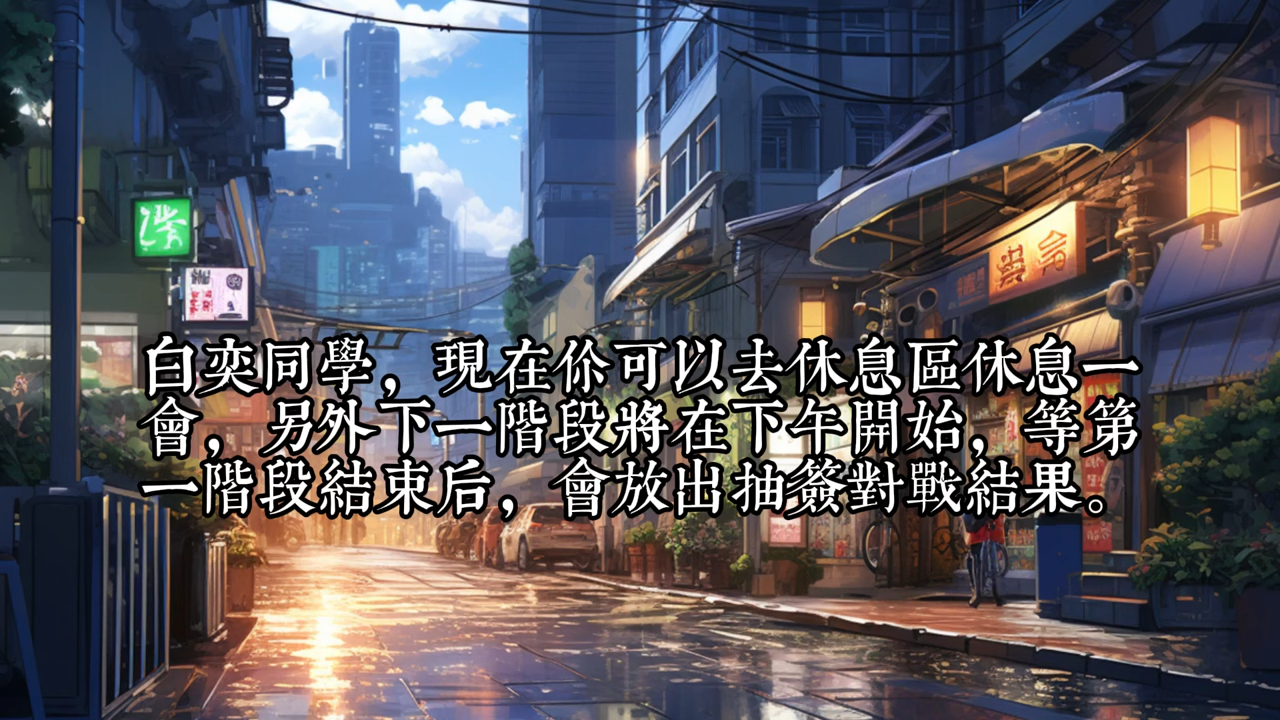 白奕同學，現在你可以去休息區休息一
會，另外下一階段將在下午開始，等第
一階段結束后，會放出抽簽對戰結果。